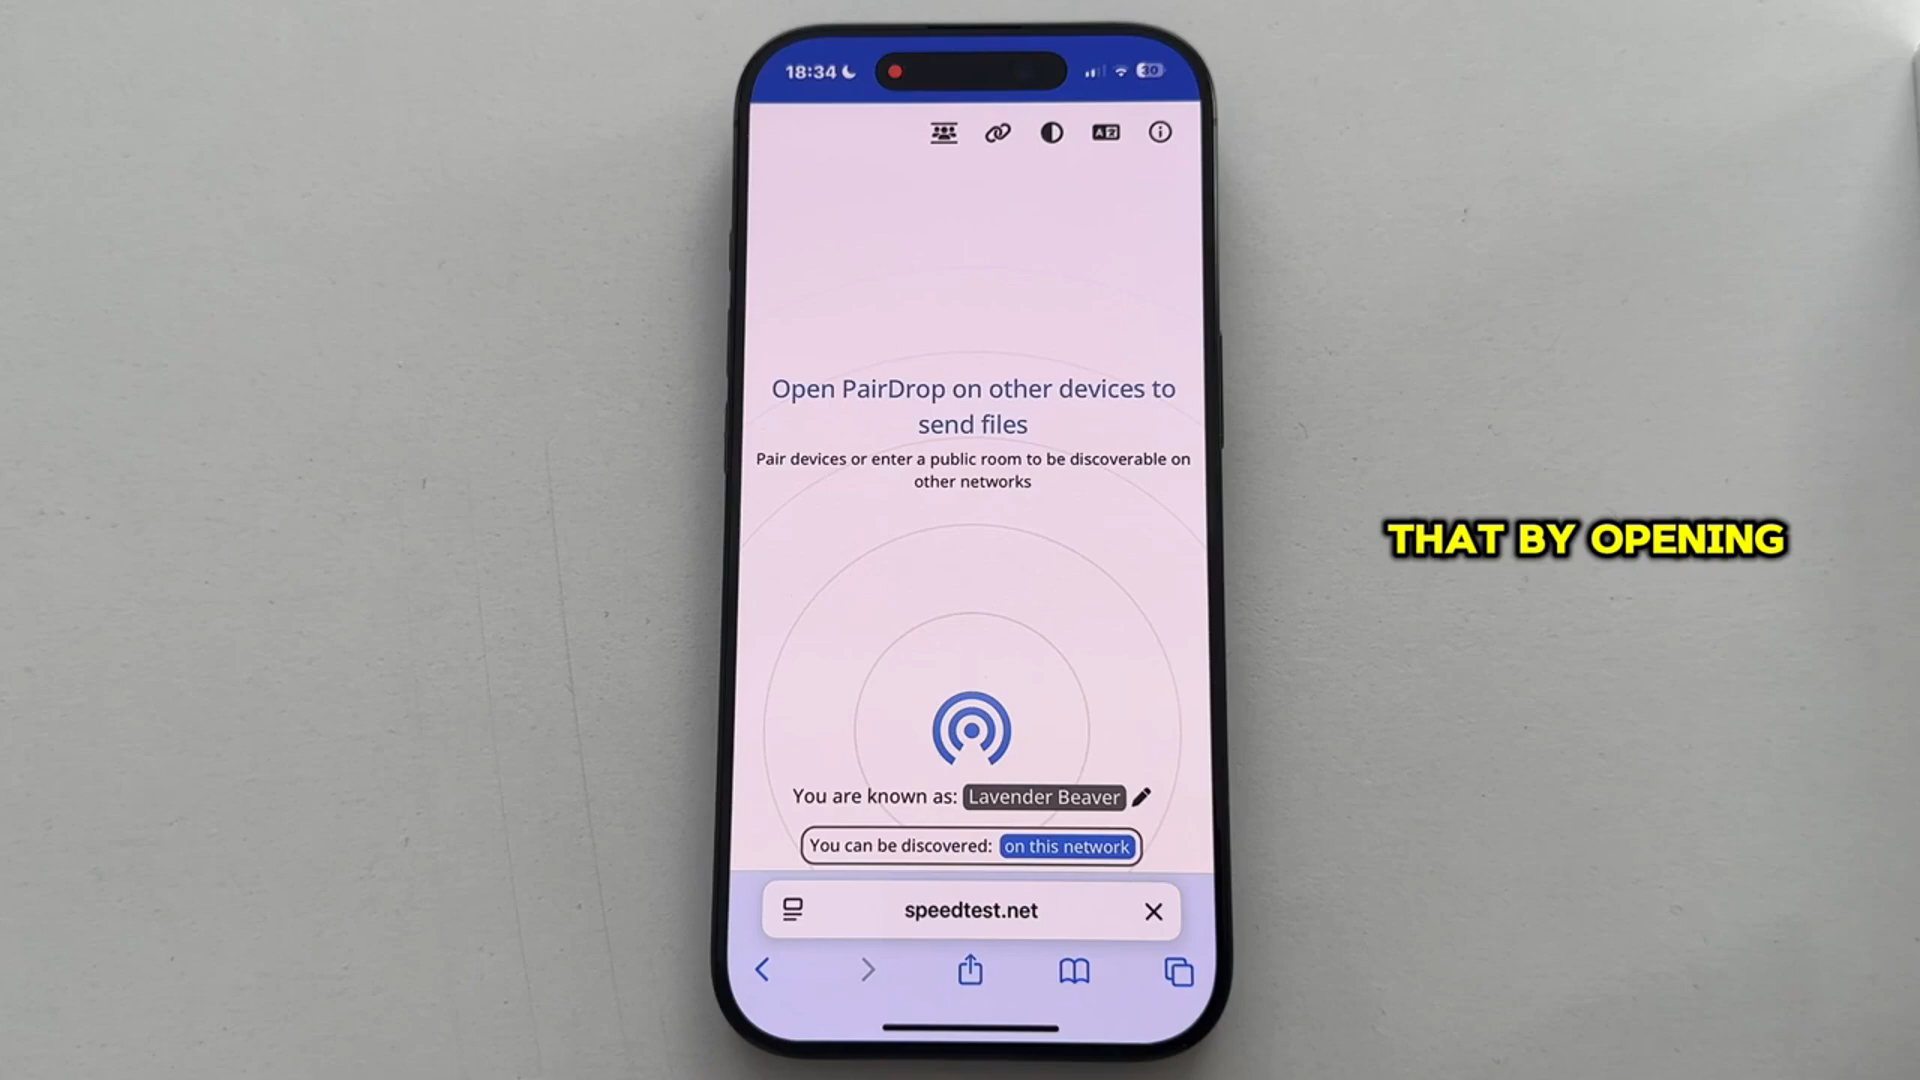 18:34
30
Open PairDrop on other devices to
send files
Pair devices or enter a public room to be discoverable on
other networks
THAT BY OPENING
You are known as: Lavender Beaver
You can be discovered: on this network
speedtest.net